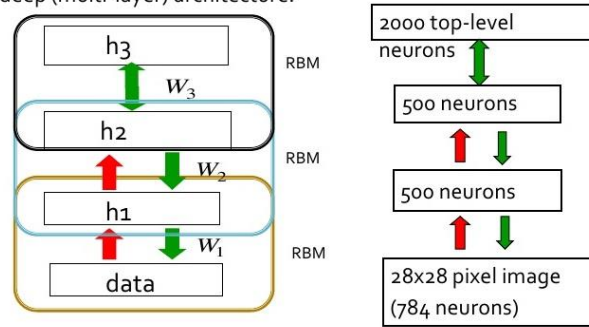 deep (multi-layer) architecture.
h3
RBM
W₃
h2
RBM
W₂
h1
W₁
RBM
data
2000 top-level
neurons
500 neurons
500 neurons
28x28 pixel image
(784 neurons)